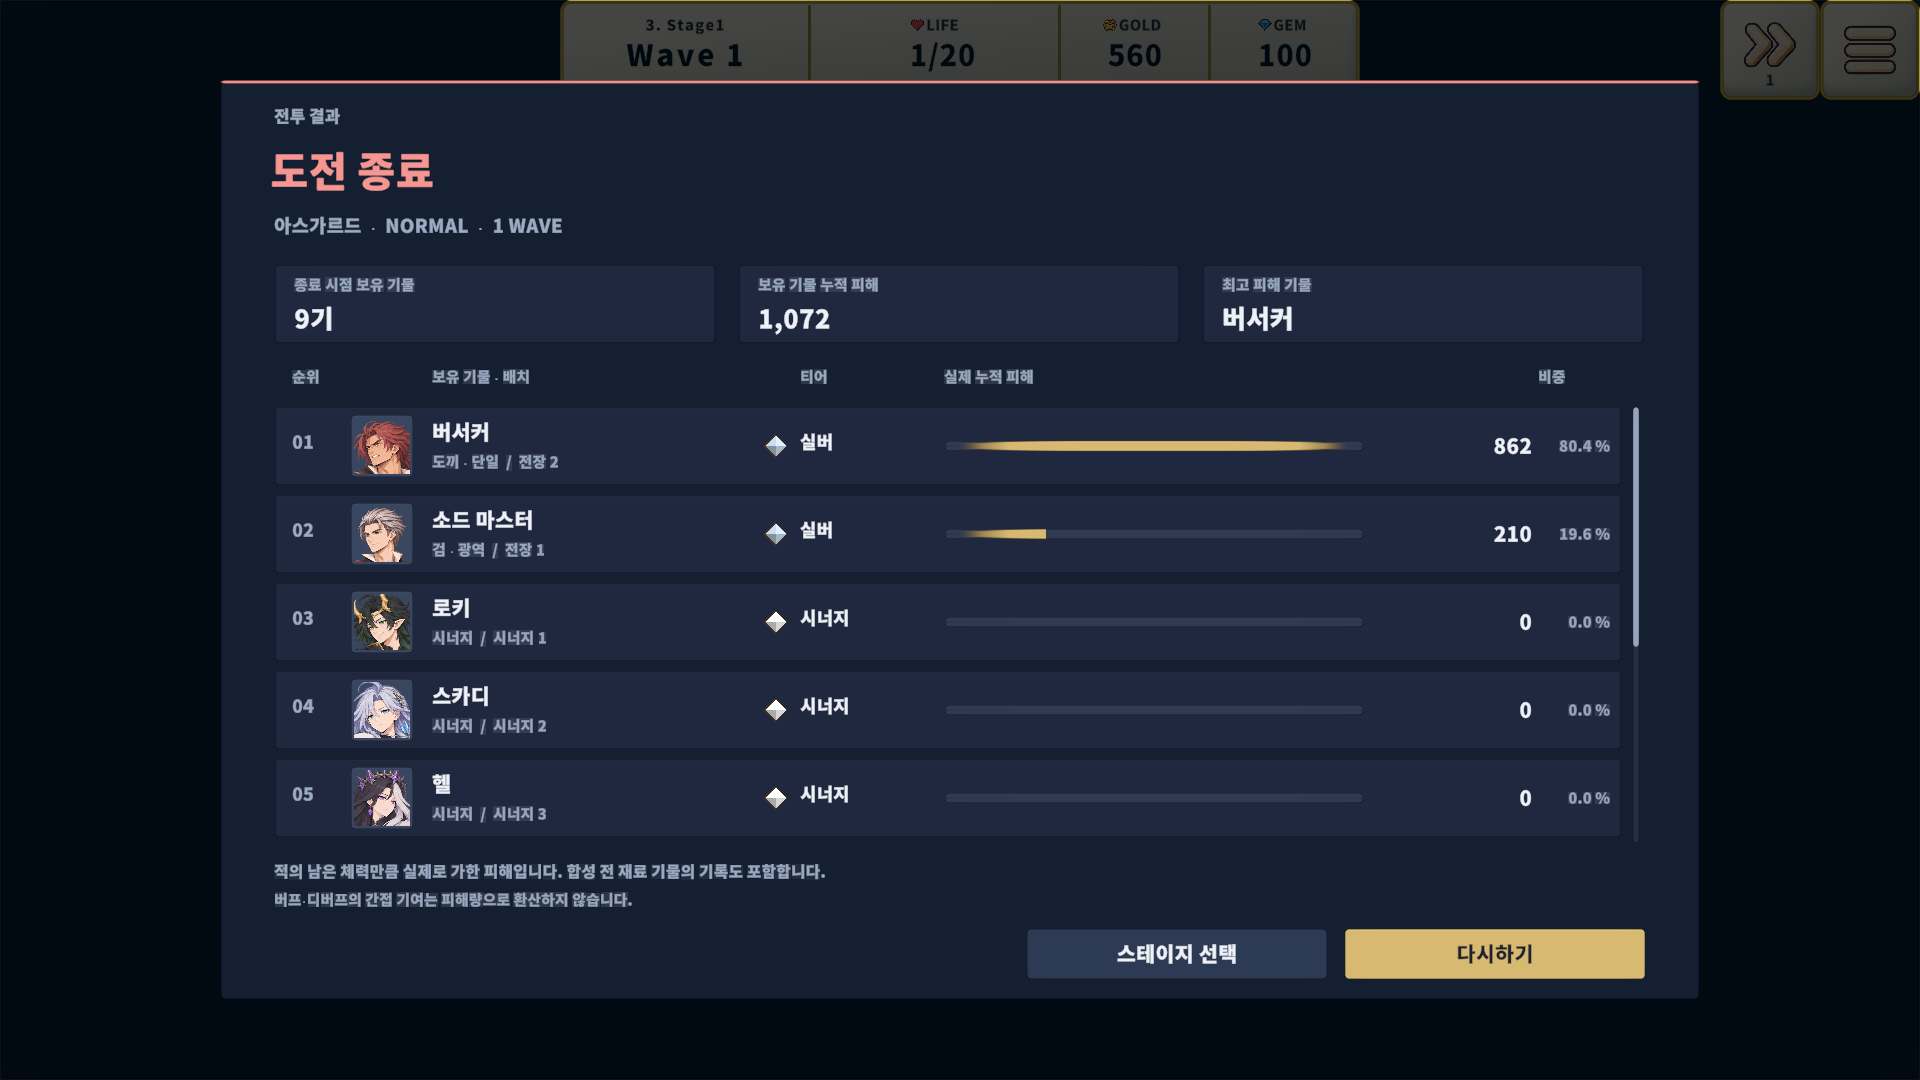 3. Stage1
Wave 1
LIFE
1/20
GOLD
560
GEM
100
1
전투 결과
도전 종료
아스가르드 · NORMAL · 1 WAVE
종료 시점 보유 기물
9기
보유 기물 누적 피해
1,072
최고 피해 기물
버서커
순위 보유 기물 · 배치 티어 실제 누적 피해 비중
01 버서커 실버 862 80.4 %
도끼 · 단일 / 전장 2
02 소드 마스터 실버 210 19.6 %
검 · 광역 / 전장 1
03 로키 시너지 0 0.0 %
시너지 / 시너지 1
04 스카디 시너지 0 0.0 %
시너지 / 시너지 2
05 헬 시너지 0 0.0 %
시너지 / 시너지 3
적의 남은 체력만큼 실제로 가한 피해입니다. 합성 전 재료 기물의 기록도 포함합니다.
버프·디버프의 간접 기여는 피해량으로 환산하지 않습니다.
스테이지 선택
다시하기